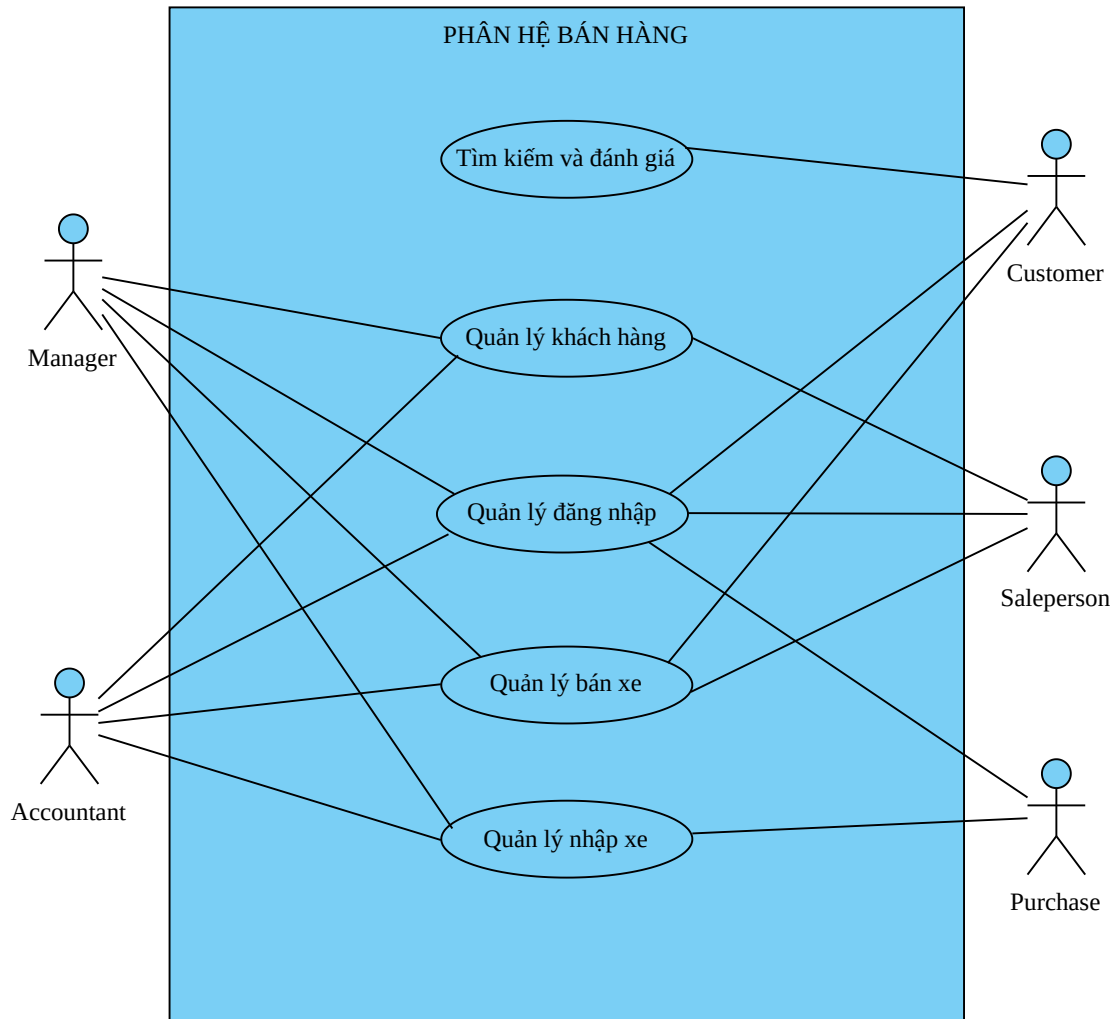 PHÂN HỆ BÁN HÀNG
Tìm kiếm và đánh giá
Customer
Quản lý khách hàng
Manager
Quản lý đăng nhập
Saleperson
Quản lý bán xe
Accountant
Quản lý nhập xe
Purchase